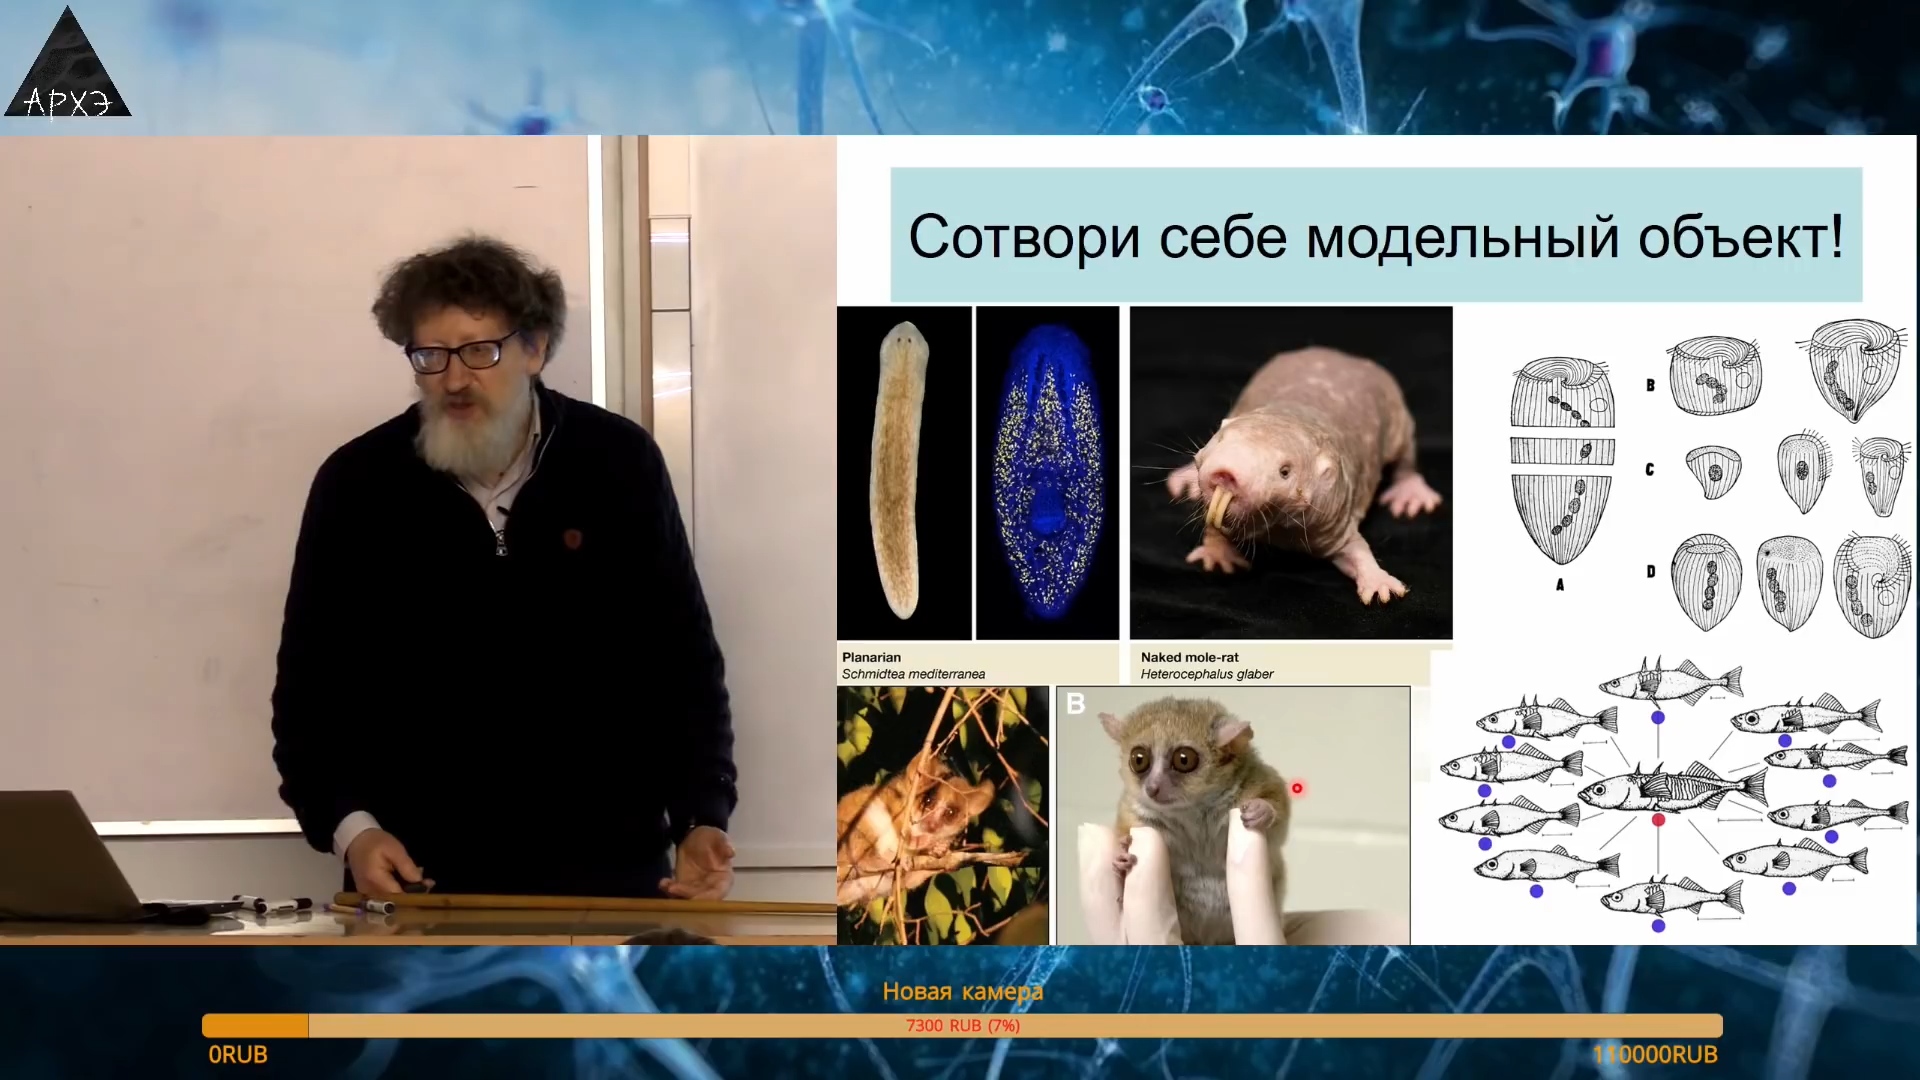 АРХЭ
Сотвори себе модельный объект!
Planarian
Schmidtea mediterranea
Naked mole-rat
Heterocephalus glaber
A
B
C
D
B
Новая камера
7300 RUB (7%)
0RUB
110000RUB